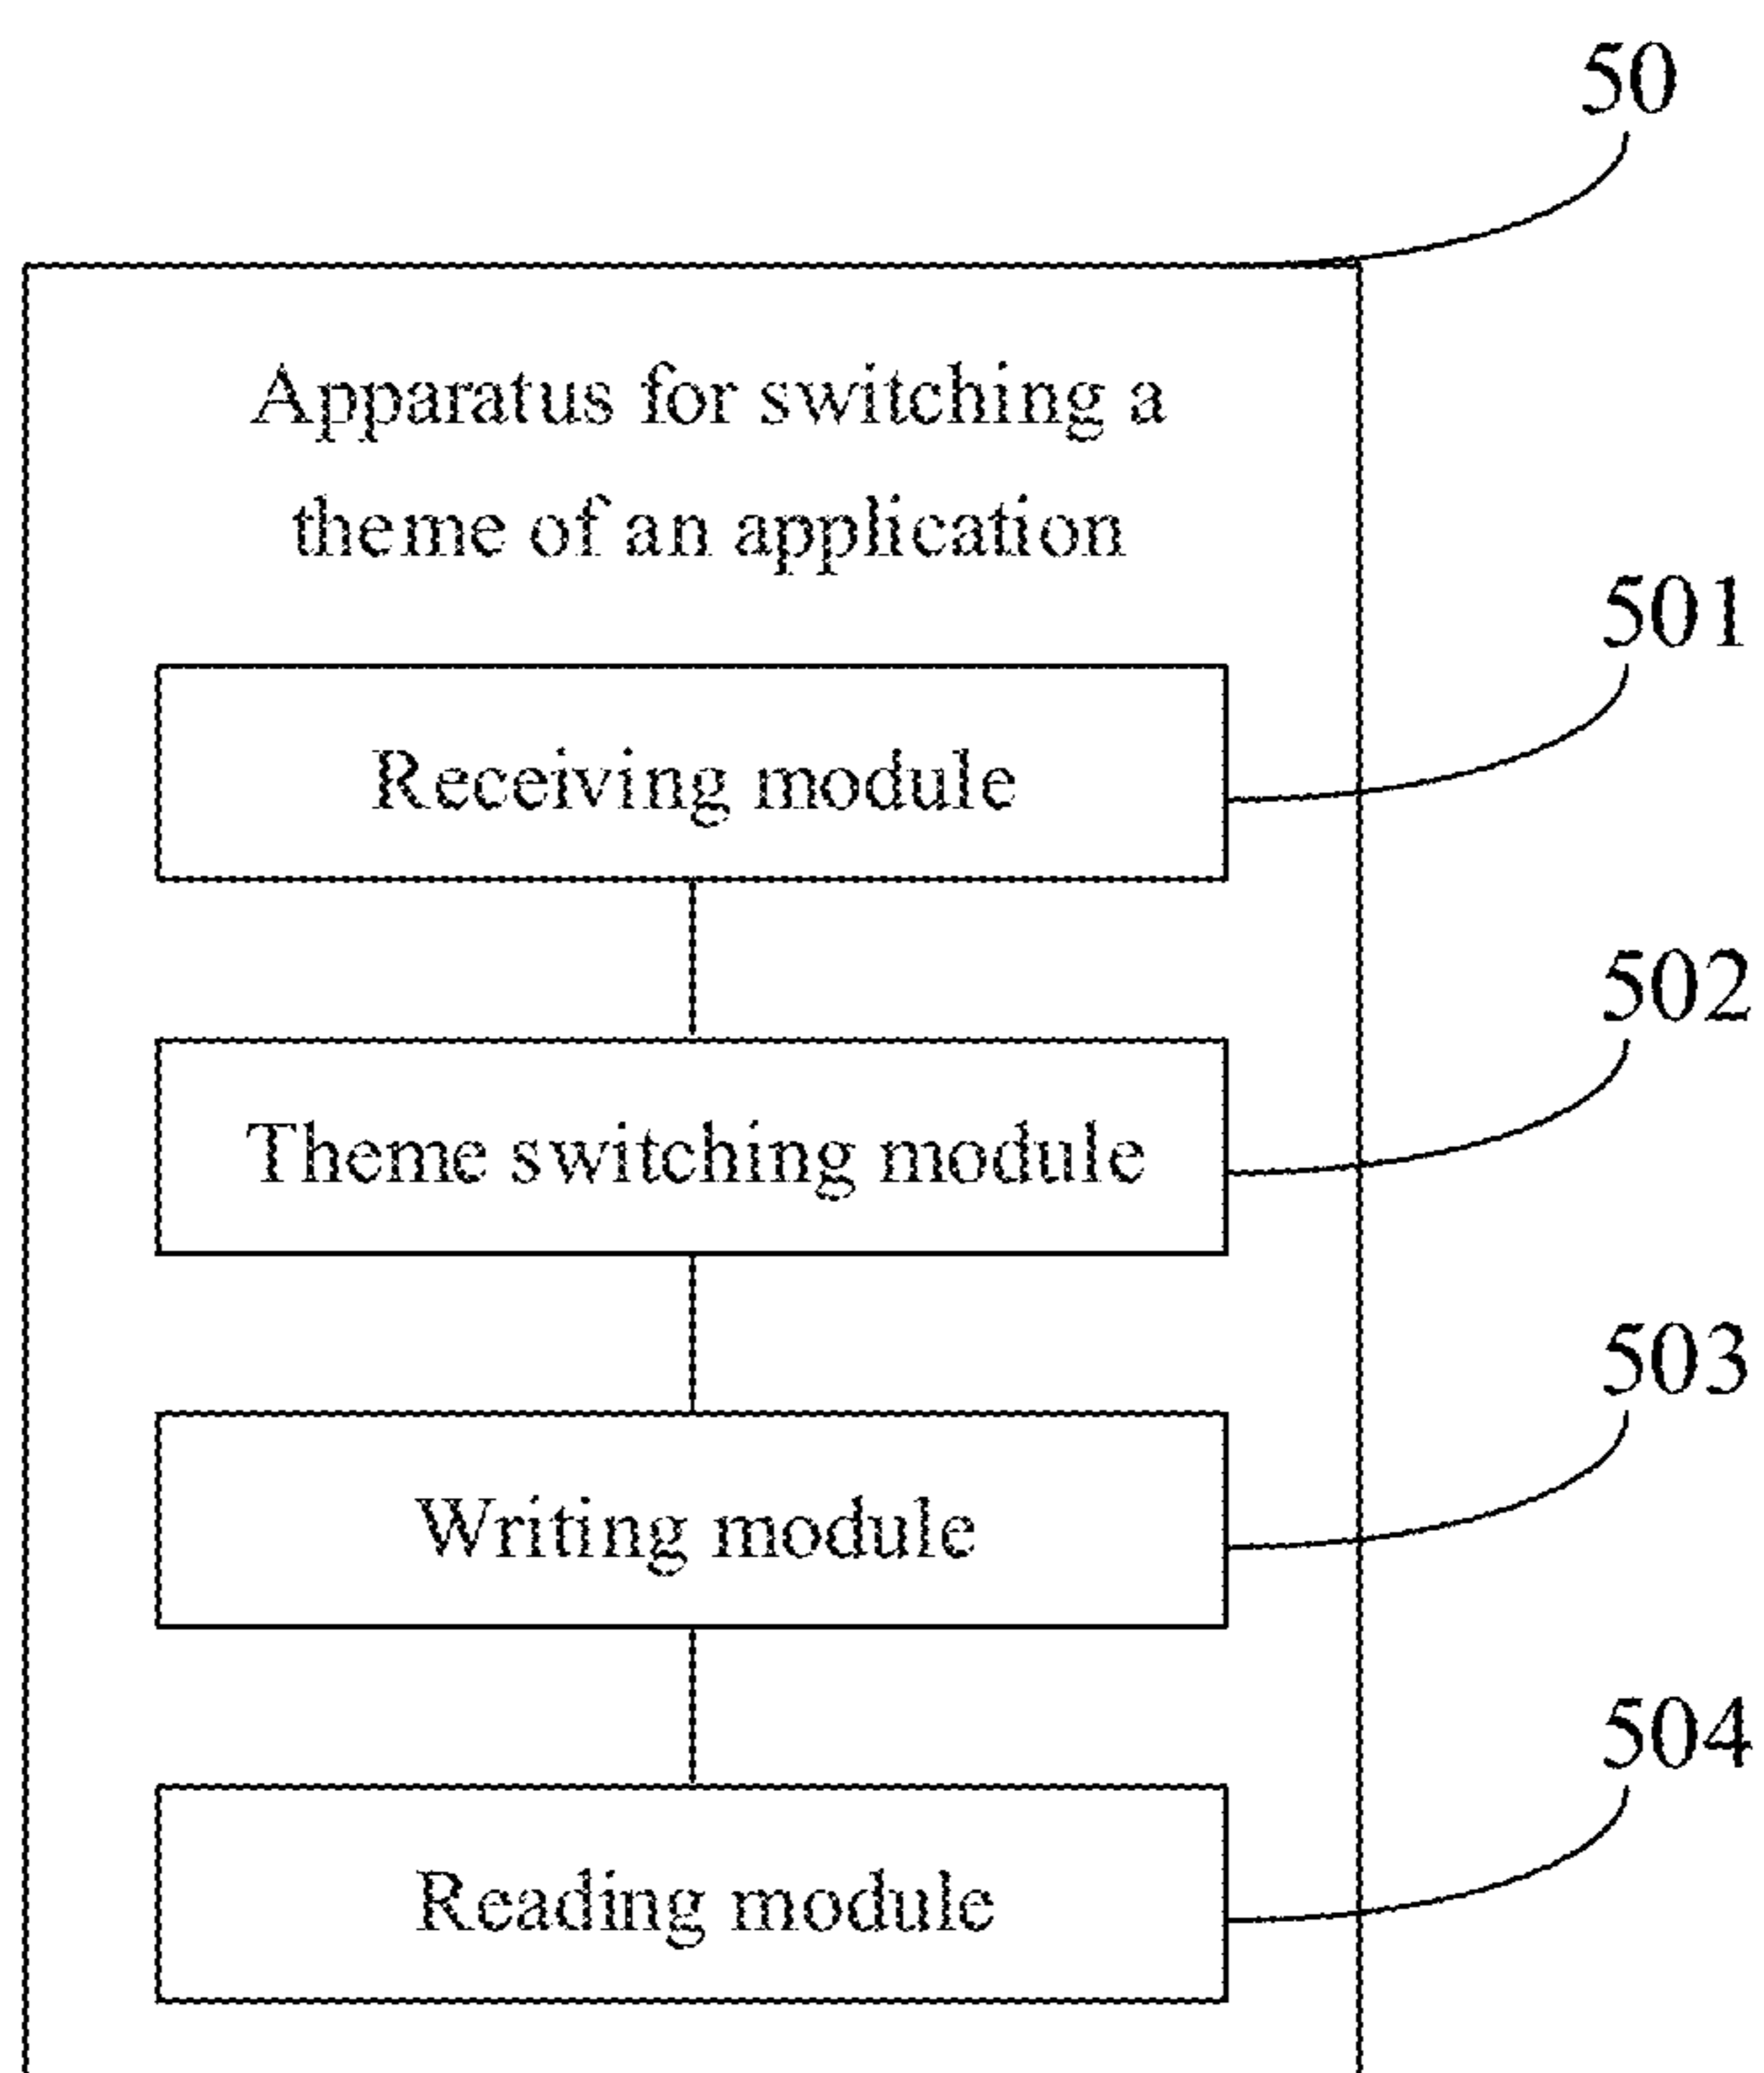 50
Apparatus for switching a
theme of an application
501
Receiving module
502
Theme switching module
503
Writing module
504
Reading module